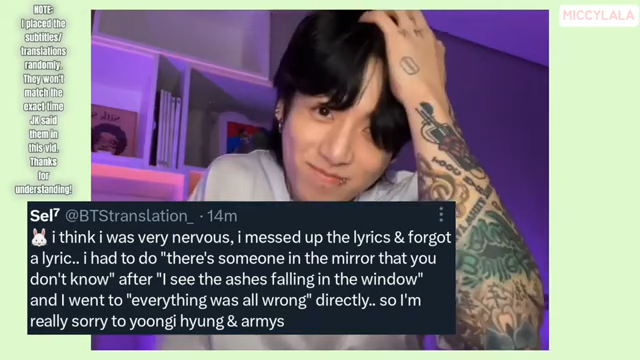 NOTE:
I placed the
subtitles/
translations
randomly.
They won't
match the
exact time
JK said
them in
this vid.
Thanks
for
understanding!
MICCYLALA
Sel⁷ @BTStranslation_ · 14m
🐰 i think i was very nervous, i messed up the lyrics & forgot
a lyric.. i had to do "there's someone in the mirror that you
don't know" after "I see the ashes falling in the window"
and I went to "everything was all wrong" directly.. so I'm
really sorry to yoongi hyung & armys